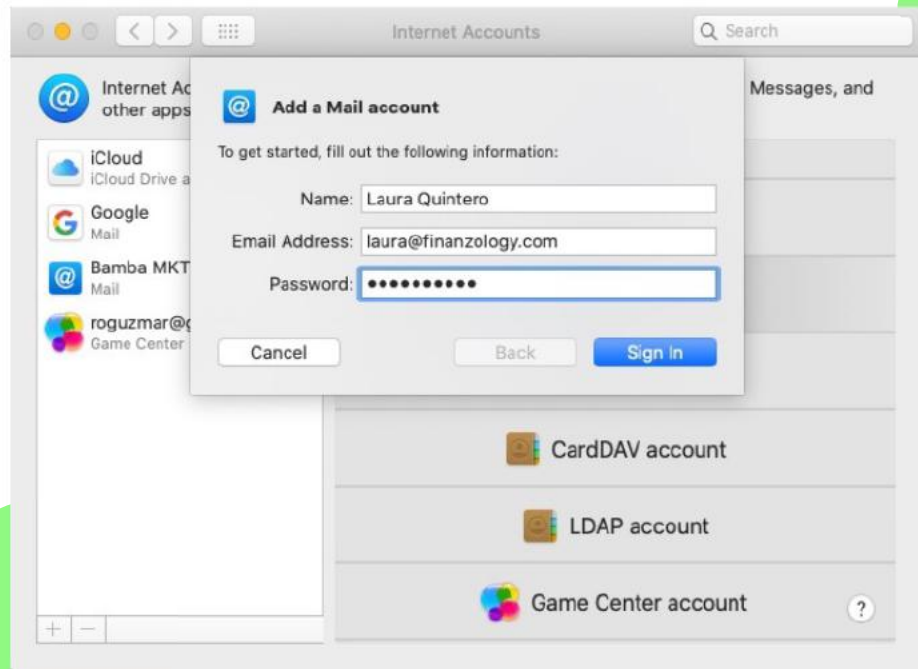 Internet Accounts
Search
Internet Ac
Messages, and
other apps
Add a Mail account
To get started, fill out the following information:
Name: Laura Quintero
Email Address: laura@finanzology.com
Password: ••••••••••
Cancel
Back
Sign In
iCloud
iCloud Drive a
Google
Mail
Bamba MKT
Mail
roguzmar@g
Game Center
CardDAV account
LDAP account
Game Center account
?
+ −